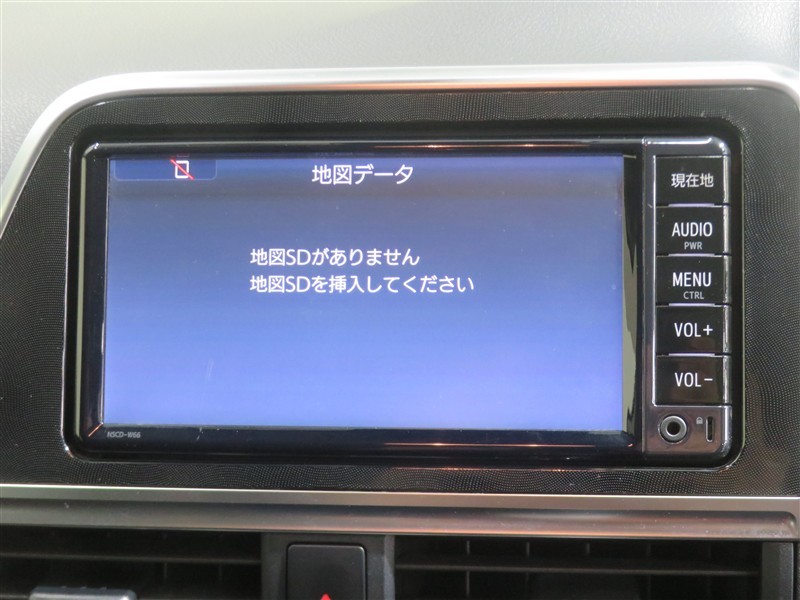 地図データ
地図SDがありません
地図SDを挿入してください
現在地
AUDIO
PWR
MENU
CTRL
VOL+
VOL-
NSCD-W66